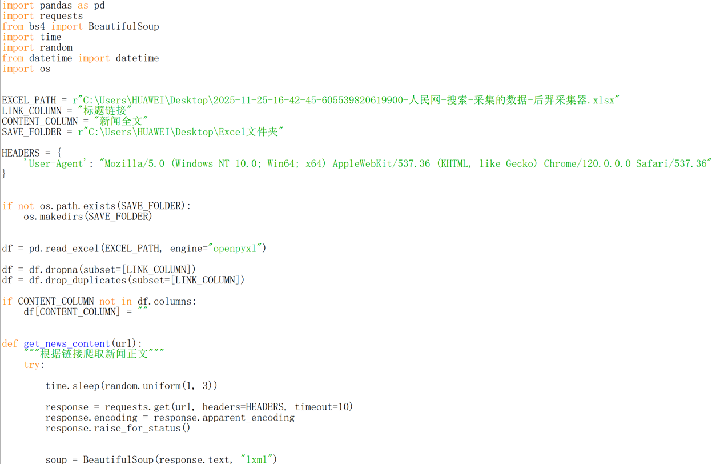 import pandas as pd
import requests
from bs4 import BeautifulSoup
import time
import random
from datetime import datetime
import os
EXCEL_PATH = r"C:\Users\HUAWEI\Desktop\2025-11-25-16-42-45-605539820619900-人民网-搜索-采集的数据-后羿采集器.xlsx"
LINK_COLUMN = "标题链接"
CONTENT_COLUMN = "新闻全文"
SAVE_FOLDER = r"C:\Users\HUAWEI\Desktop\Excel文件夹"
HEADERS = {
    'User Agent': "Mozilla/5.0 (Windows NT 10.0; Win64; x64) AppleWebKit/537.36 (KHTML, like Gecko) Chrome/120.0.0.0 Safari/537.36"
}
if not os.path.exists(SAVE_FOLDER):
    os.makedirs(SAVE_FOLDER)
df = pd.read_excel(EXCEL_PATH, engine="openpyxl")
df = df.dropna(subset=[LINK_COLUMN])
df = df.drop_duplicates(subset=[LINK_COLUMN])
if CONTENT_COLUMN not in df.columns:
    df[CONTENT_COLUMN] = ""
def get_news_content(url):
    """根据链接爬取新闻正文"""
    try:
        time.sleep(random.uniform(1, 3))
        response = requests.get(url, headers=HEADERS, timeout=10)
        response.encoding = response.apparent_encoding
        response.raise_for_status()
        soup = BeautifulSoup(response.text, "lxml")